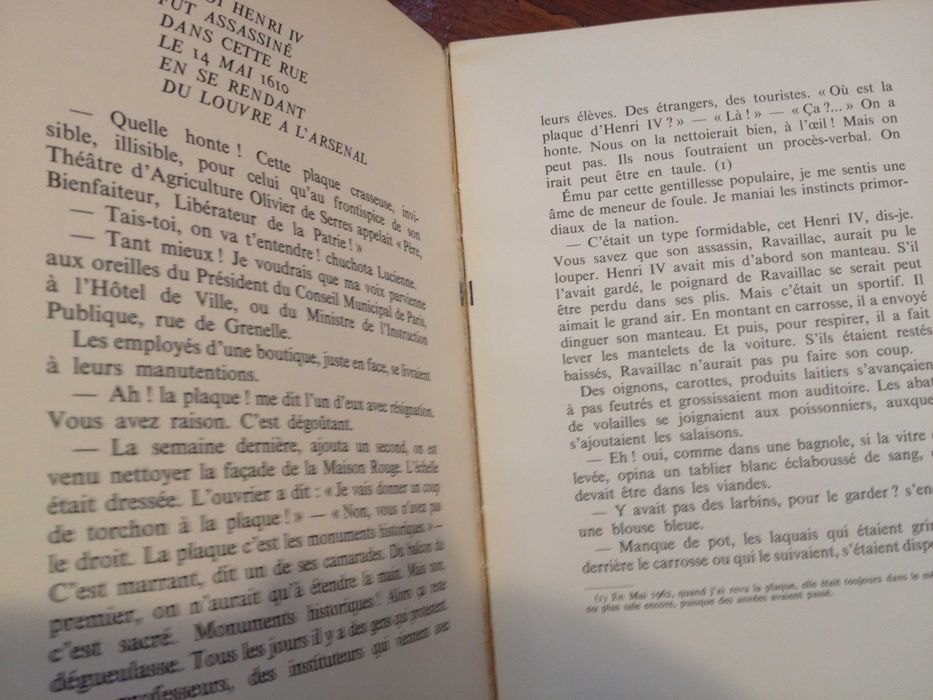 OI HENRI IV
FUT ASSASSINÉ
DANS CETTE RUE
LE 14 MAI 1610
EN SE RENDANT
DU LOUVRE A L'ARSENAL
— Quelle honte ! Cette plaque crasseuse, invi-
sible, illisible, pour celui qu'au frontispice de son
Théâtre d'Agriculture Olivier de Serres appelait « Père,
Bienfaiteur, Libérateur de la Patrie ! »
— Tais-toi, on va t'entendre ! chuchota Lucienne.
— Tant mieux ! Je voudrais que ma voix parvienne
aux oreilles du Président du Conseil Municipal de Paris,
à l'Hôtel de Ville, ou du Ministre de l'Instruction
Publique, rue de Grenelle.
Les employés d'une boutique, juste en face, se livraient
à leurs manutentions.
— Ah ! la plaque ! me dit l'un d'eux avec résignation.
Vous avez raison. C'est dégoûtant.
— La semaine dernière, ajouta un second, on est
venu nettoyer la façade de la Maison Rouge. L'échelle
était dressée. L'ouvrier a dit : « Je vais donner un coup
de torchon à la plaque ! » — « Non, vous n'avez pas
le droit. La plaque c'est les monuments historiques. » —
C'est marrant, dit un de ses camarades. Du balcon du
premier, on n'aurait qu'à étendre la main. Mais non,
c'est sacré. Monuments historiques ! Alors ça reste
dégueulasse. Tous les jours il y a des gens qui protestent.
professeurs, des instituteurs qui viennent avec
leurs élèves. Des étrangers, des touristes. « Où est la
plaque d'Henri IV ? » — « Là ! » — « Ça ?... » On a
honte. Nous on la nettoierait bien, à l'œil ! Mais on
peut pas. Ils nous foutraient un procès-verbal. On
irait peut être en taule. (1)
Ému par cette gentillesse populaire, je me sentis une
âme de meneur de foule. Je maniai les instincts primor-
diaux de la nation.
— C'était un type formidable, cet Henri IV, dis-je.
Vous savez que son assassin, Ravaillac, aurait pu le
louper. Henri IV avait mis d'abord son manteau. S'il
l'avait gardé, le poignard de Ravaillac se serait peut
être perdu dans ses plis. Mais c'était un sportif. Il
aimait le grand air. En montant en carrosse, il a envoyé
dinguer son manteau. Et puis, pour respirer, il a fait
lever les mantelets de la voiture. S'ils étaient restés
baissés, Ravaillac n'aurait pas pu faire son coup.
Des oignons, carottes, produits laitiers s'avançaien
à pas feutrés et grossissaient mon auditoire. Les abat
de volailles se joignaient aux poissonniers, auxque
s'ajoutaient les salaisons.
— Eh ! oui, comme dans une bagnole, si la vitre
levée, opina un tablier blanc éclaboussé de sang,
devait être dans les viandes.
— Y avait pas des larbins, pour le garder ? s'en
une blouse bleue.
— Manque de pot, les laquais qui étaient grim
derrière le carrosse ou qui le suivaient, s'étaient dispe
(1) En Mai 1962, quand j'ai revu la plaque, elle était toujours dans le mê
ou plus sale encore, puisque des années avaient passé.